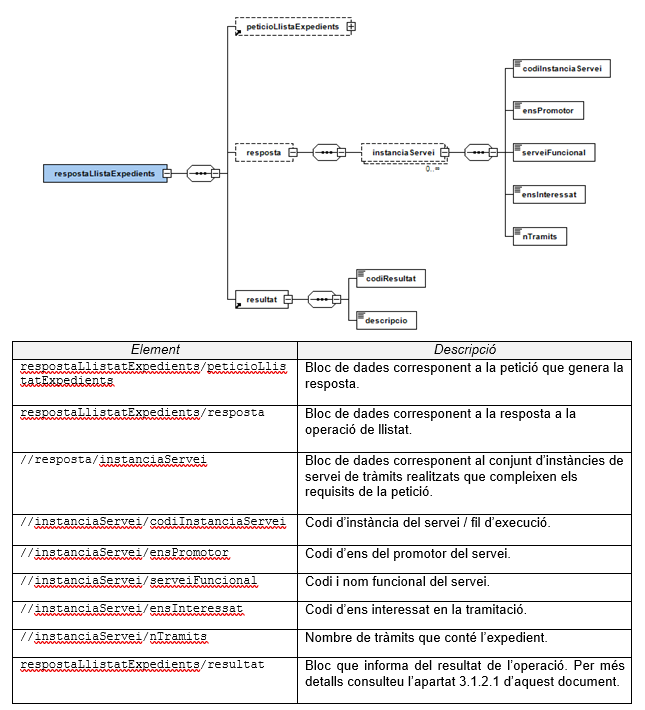 peticioLlistaExpedients
codiInstanciaServei
ensPromotor
resposta
instanciaServei
serveiFuncional
0..∞
respostaLlistaExpedients
ensInteressat
nTramits
codiResultat
resultat
descripcio
Element Descripció
respostaLlistatExpedients/peticioLlis
tatExpedients
Bloc de dades corresponent a la petició que genera la
resposta.
respostaLlistatExpedients/resposta
Bloc de dades corresponent a la resposta a la
operació de llistat.
//resposta/instanciaServei
Bloc de dades corresponent al conjunt d'instàncies de
servei de tràmits realitzats que compleixen els
requisits de la petició.
//instanciaServei/codiInstanciaServei
Codi d'instància del servei / fil d'execució.
//instanciaServei/ensPromotor
Codi d'ens del promotor del servei.
//instanciaServei/serveiFuncional
Codi i nom funcional del servei.
//instanciaServei/ensInteressat
Codi d'ens interessat en la tramitació.
//instanciaServei/nTramits
Nombre de tràmits que conté l'expedient.
respostaLlistatExpedients/resultat
Bloc que informa del resultat de l'operació. Per més
detalls consulteu l'apartat 3.1.2.1 d'aquest document.